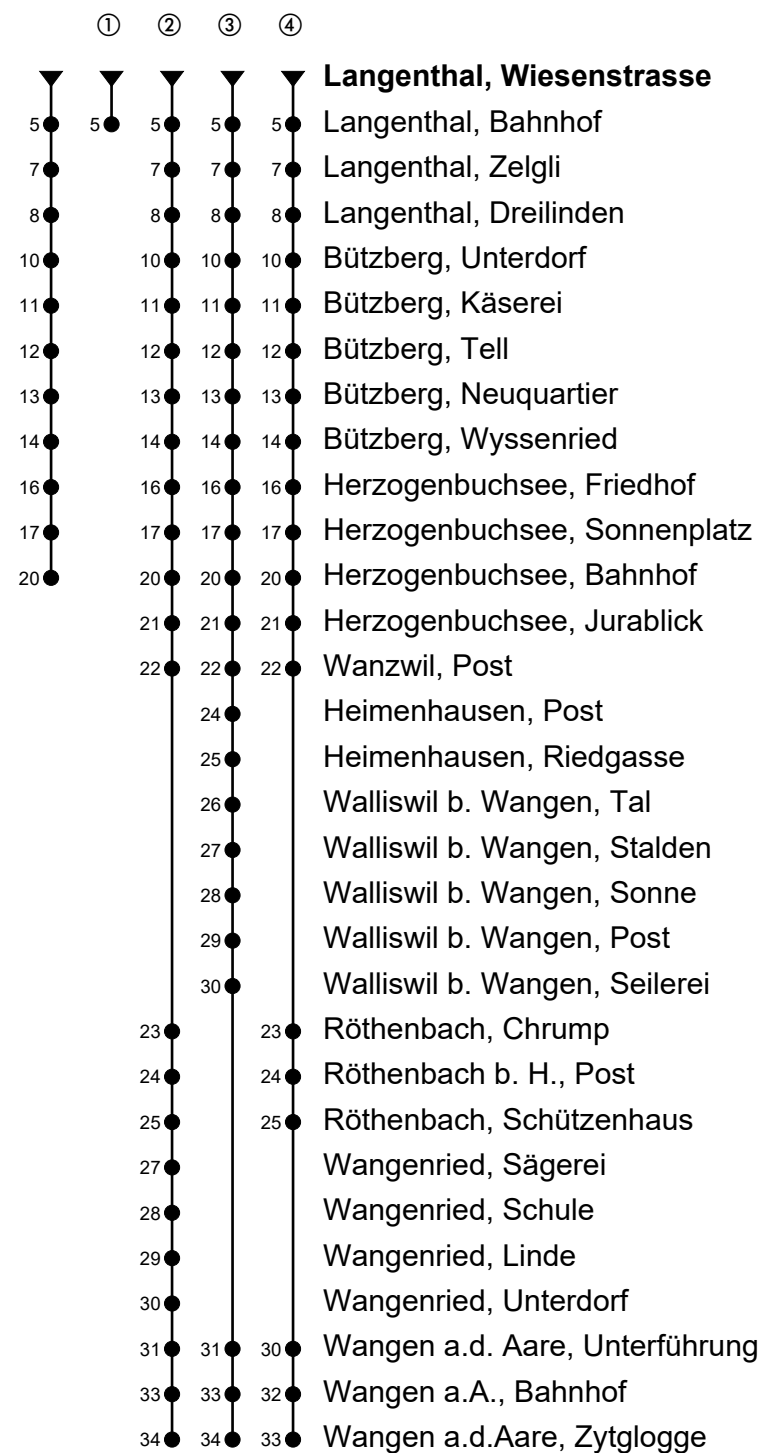 ① ② ③ ④
Langenthal, Wiesenstrasse
5 5 5 5 5 Langenthal, Bahnhof
7 7 7 7 Langenthal, Zelgli
8 8 8 8 Langenthal, Dreilinden
10 10 10 10 Bützberg, Unterdorf
11 11 11 11 Bützberg, Käserei
12 12 12 12 Bützberg, Tell
13 13 13 13 Bützberg, Neuquartier
14 14 14 14 Bützberg, Wyssenried
16 16 16 16 Herzogenbuchsee, Friedhof
17 17 17 17 Herzogenbuchsee, Sonnenplatz
20 20 20 20 Herzogenbuchsee, Bahnhof
21 21 21 Herzogenbuchsee, Jurablick
22 22 22 Wanzwil, Post
24 Heimenhausen, Post
25 Heimenhausen, Riedgasse
26 Walliswil b. Wangen, Tal
27 Walliswil b. Wangen, Stalden
28 Walliswil b. Wangen, Sonne
29 Walliswil b. Wangen, Post
30 Walliswil b. Wangen, Seilerei
23 23 Röthenbach, Chrump
24 24 Röthenbach b. H., Post
25 25 Röthenbach, Schützenhaus
27 Wangenried, Sägerei
28 Wangenried, Schule
29 Wangenried, Linde
30 Wangenried, Unterdorf
31 31 30 Wangen a.d. Aare, Unterführung
33 33 32 Wangen a.A., Bahnhof
34 34 33 Wangen a.d.Aare, Zytglogge